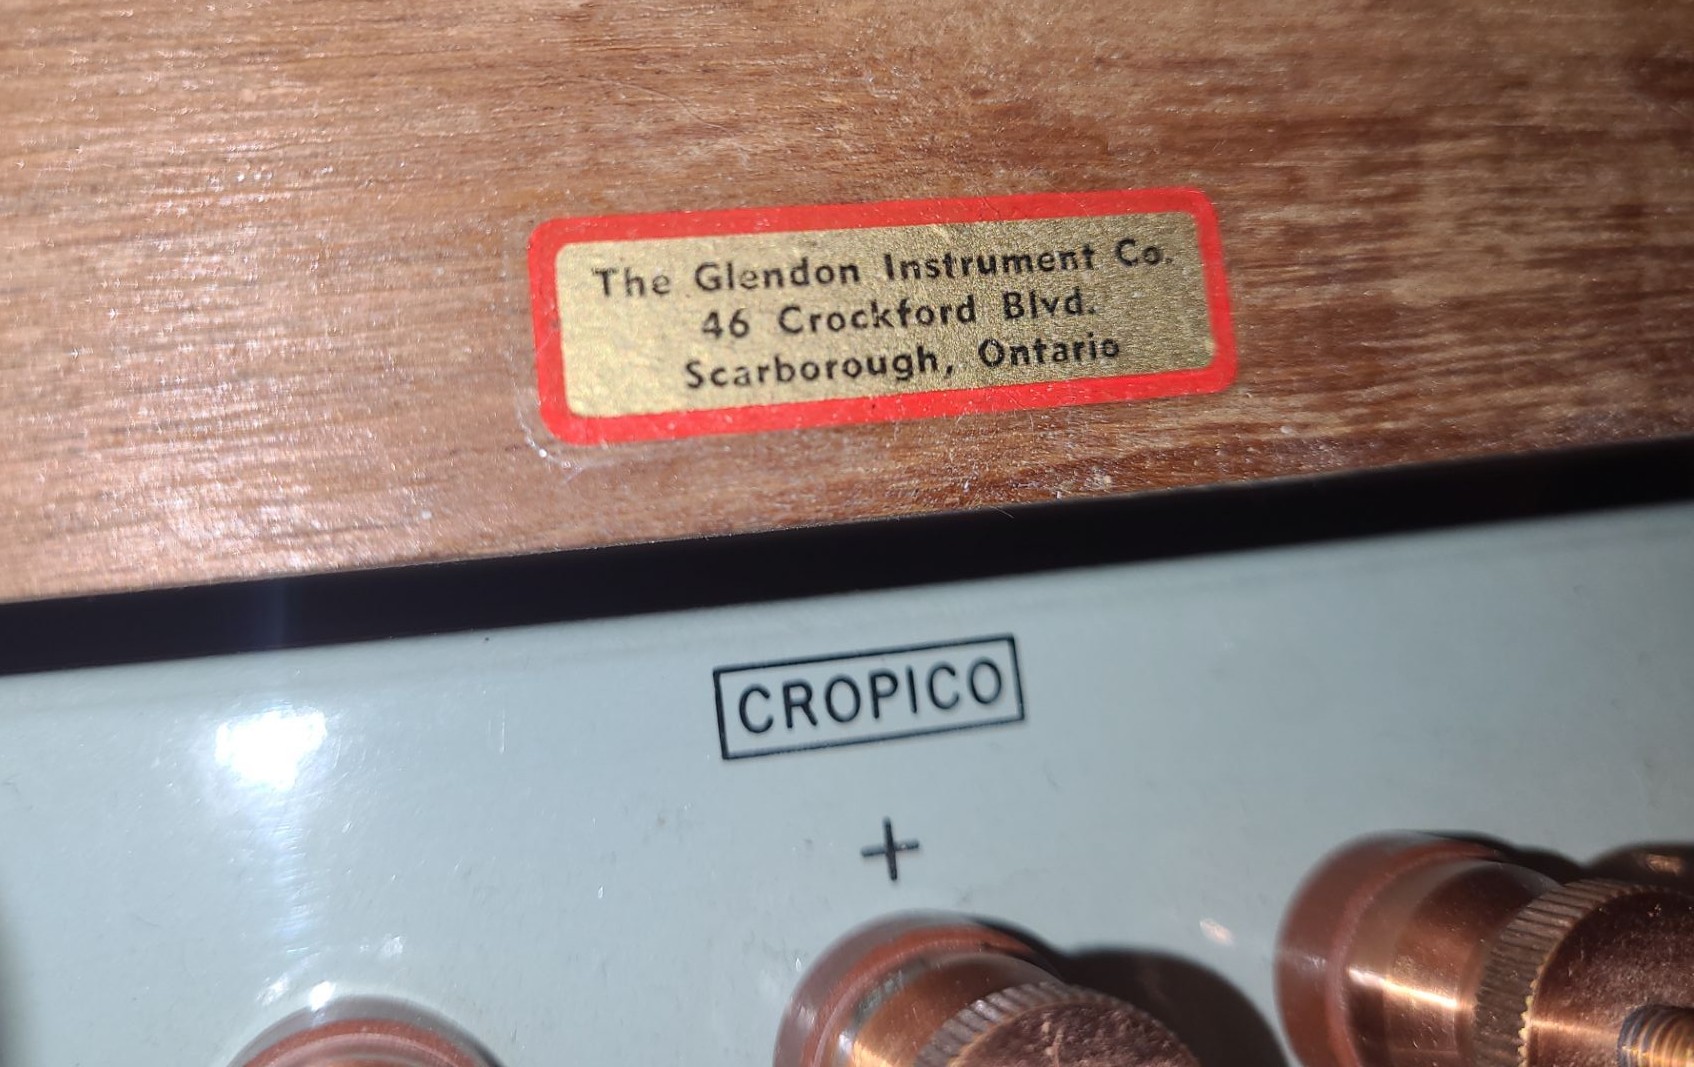 The Glendon Instrument Co.
46 Crockford Blvd.
Scarborough, Ontario
CROPICO
+